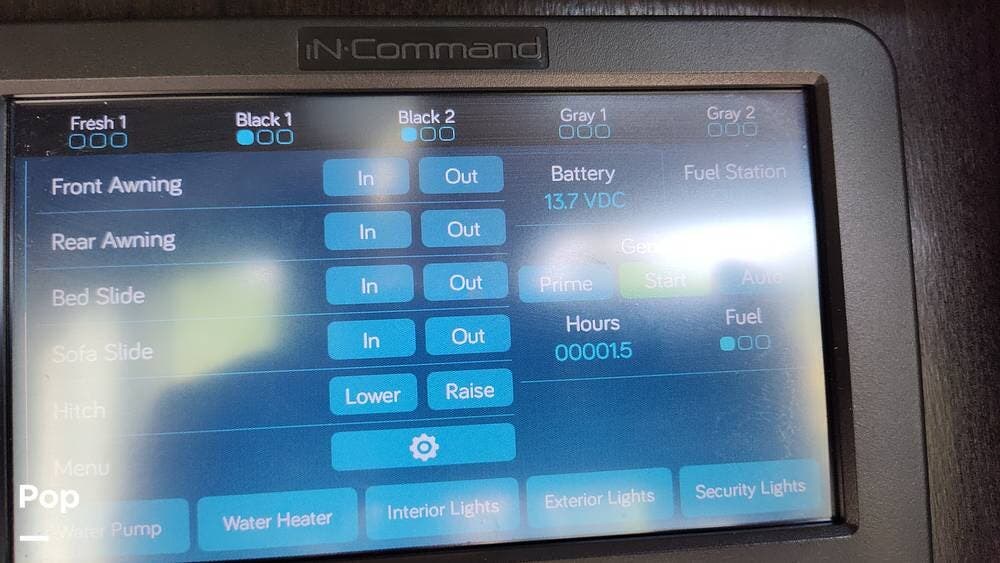 iN·Command
Fresh 1 Black 1 Black 2 Gray 1 Gray 2
Front Awning In Out
Battery Fuel Station
13.7 VDC
Rear Awning In Out
Gen
Bed Slide In Out
Prime Start Auto
Sofa Slide In Out
Hours Fuel
00001.5
Hitch Lower Raise
Menu
Pop
Water Pump Water Heater Interior Lights Exterior Lights Security Lights